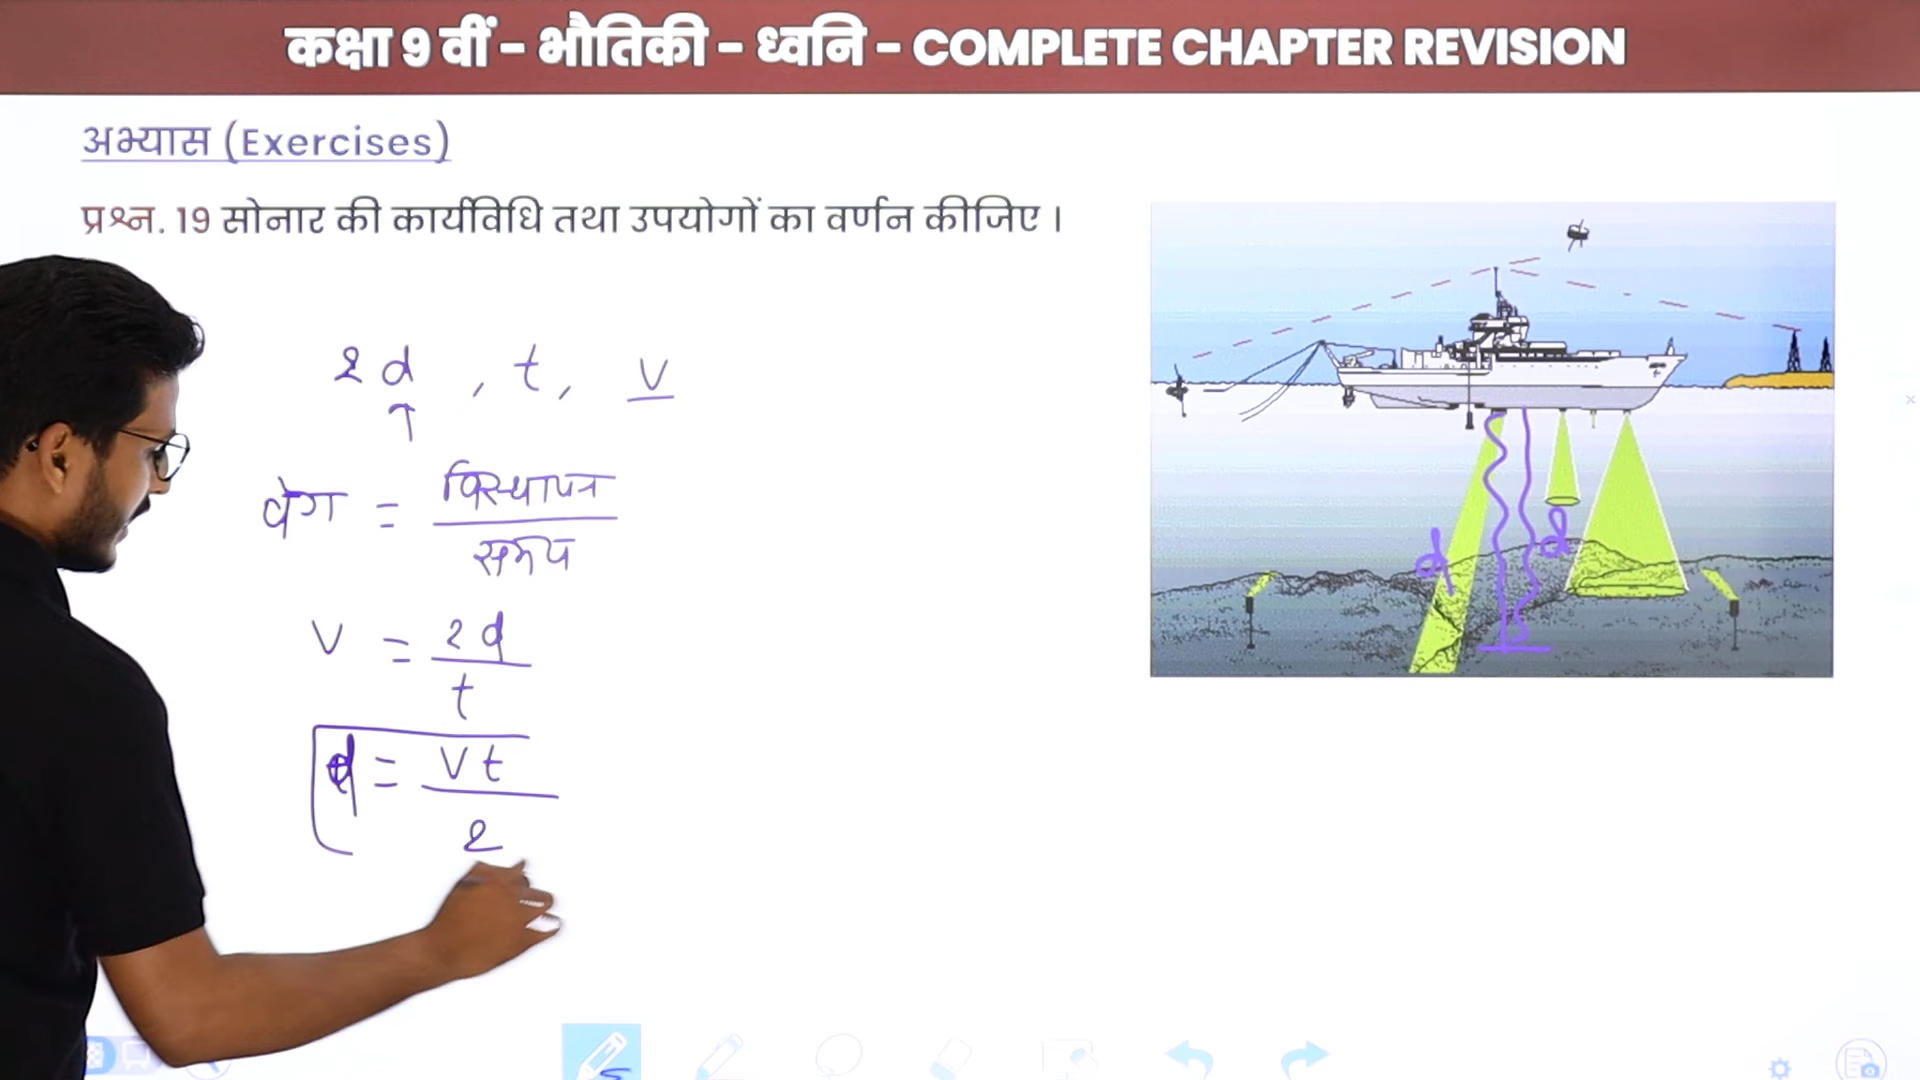 कक्षा 9 वीं - भौतिकी - ध्वनि - COMPLETE CHAPTER REVISION
अभ्यास (Exercises)
प्रश्न. 19 सोनार की कार्यविधि तथा उपयोगों का वर्णन कीजिए ।
2d , t, v
वेग = विस्थापन / समय
v = 2d / t
d = vt / 2
d d